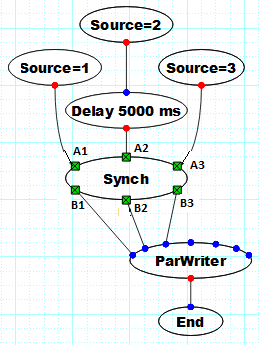 Source=2
Source=1
Source=3
Delay 5000 ms
A1
A2
A3
Synch
B1
B2
B3
ParWriter
End